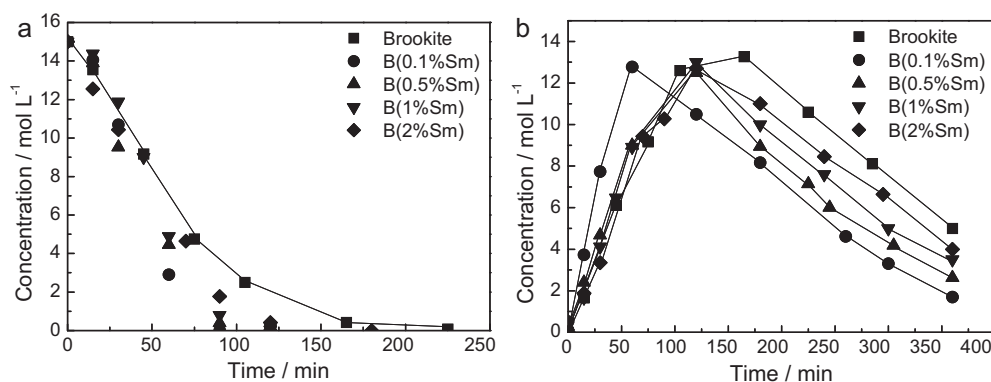 a
16
14
12
10
8
6
4
2
0
0 50 100 150 200 250
Concentration / mol L-1
Time / min
Brookite
B(0.1%Sm)
B(0.5%Sm)
B(1%Sm)
B(2%Sm)
b
14
12
10
8
6
4
2
0
0 50 100 150 200 250 300 350 400
Concentration / mol L-1
Time / min
Brookite
B(0.1%Sm)
B(0.5%Sm)
B(1%Sm)
B(2%Sm)